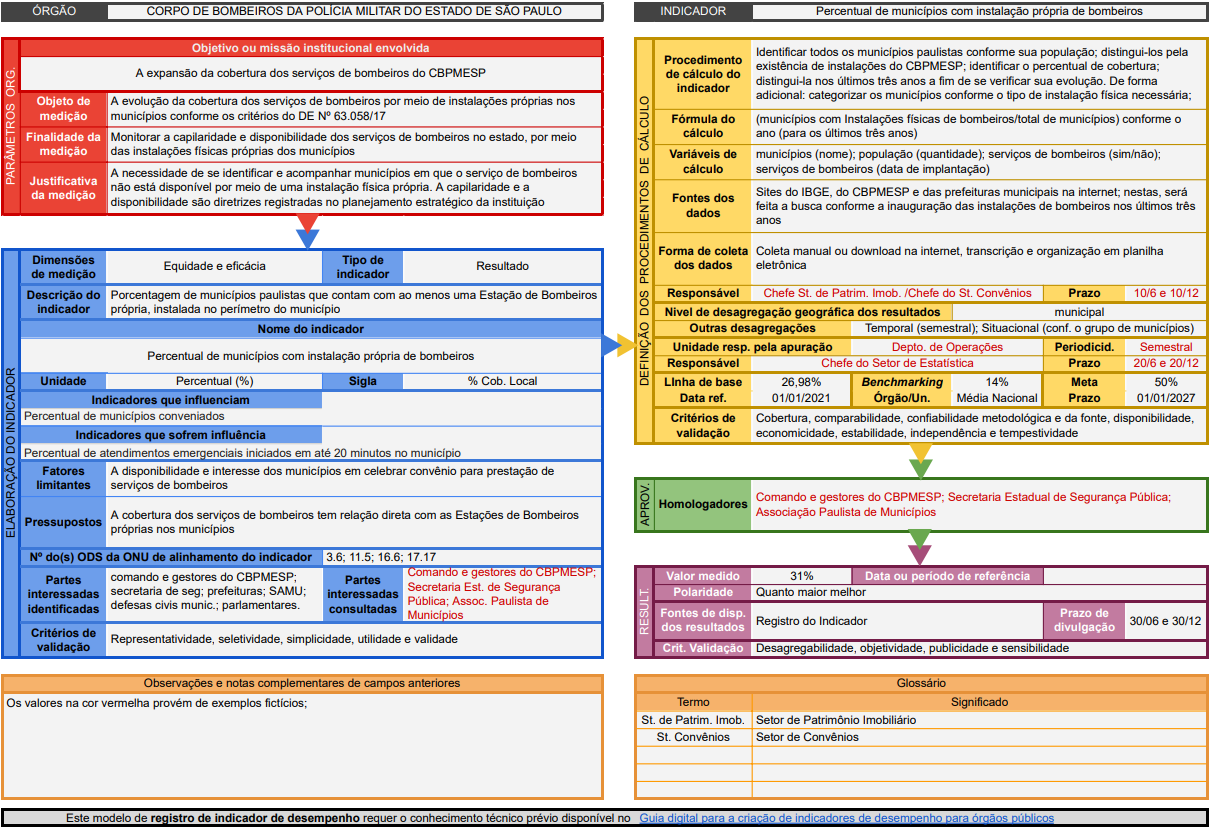 ÓRGÃO CORPO DE BOMBEIROS DA POLÍCIA MILITAR DO ESTADO DE SÃO PAULO
PARÂMETROS ORG.
Objetivo ou missão institucional envolvida
A expansão da cobertura dos serviços de bombeiros do CBPMESP
Objeto de medição
A evolução da cobertura dos serviços de bombeiros por meio de instalações próprias nos
municípios conforme os critérios do DE Nº 63.058/17
Finalidade da medição
Monitorar a capilaridade e disponibilidade dos serviços de bombeiros no estado, por meio
das instalações físicas próprias dos municípios
Justificativa da medição
A necessidade de se identificar e acompanhar municípios em que o serviço de bombeiros
não está disponível por meio de uma instalação física própria. A capilaridade e a
disponibilidade são diretrizes registradas no planejamento estratégico da instituição
ELABORAÇÃO DO INDICADOR
Dimensões de medição
Equidade e eficácia
Tipo de indicador
Resultado
Descrição do indicador
Porcentagem de municípios paulistas que contam com ao menos uma Estação de Bombeiros
própria, instalada no perímetro do município
Nome do indicador
Percentual de municípios com instalação própria de bombeiros
Unidade Percentual (%) Sigla % Cob. Local
Indicadores que influenciam
Percentual de municípios conveniados
Indicadores que sofrem influência
Percentual de atendimentos emergenciais iniciados em até 20 minutos no município
Fatores limitantes
A disponibilidade e interesse dos municípios em celebrar convênio para prestação de
serviços de bombeiros
Pressupostos
A cobertura dos serviços de bombeiros tem relação direta com as Estações de Bombeiros
próprias nos municípios
Nº do(s) ODS da ONU de alinhamento do indicador 3.6; 11.5; 16.6; 17.17
Partes interessadas identificadas
comando e gestores do CBPMESP;
secretaria de seg; prefeituras; SAMU;
defesas civis munic.; parlamentares.
Partes interessadas consultadas
Comando e gestores do CBPMESP;
Secretaria Est. de Segurança
Pública; Assoc. Paulista de
Municípios
Critérios de validação
Representatividade, seletividade, simplicidade, utilidade e validade
Observações e notas complementares de campos anteriores
Os valores na cor vermelha provém de exemplos fictícios;
INDICADOR Percentual de municípios com instalação própria de bombeiros
DEFINIÇÃO DOS PROCEDIMENTOS DE CÁLCULO
Procedimento de cálculo do indicador
Identificar todos os municípios paulistas conforme sua população; distingui-los pela
existência de instalações do CBPMESP; identificar o percentual de cobertura;
distingui-la nos últimos três anos a fim de se verificar sua evolução. De forma
adicional: categorizar os municípios conforme o tipo de instalação física necessária;
Fórmula do cálculo
(municípios com Instalações físicas de bombeiros/total de municípios) conforme o
ano (para os últimos três anos)
Variáveis de cálculo
municípios (nome); população (quantidade); serviços de bombeiros (sim/não);
serviços de bombeiros (data de implantação)
Fontes dos dados
Sites do IBGE, do CBPMESP e das prefeituras municipais na internet; nestas, será
feita a busca conforme a inauguração das instalações de bombeiros nos últimos três
anos
Forma de coleta dos dados
Coleta manual ou download na internet, transcrição e organização em planilha
eletrônica
Responsável Chefe St. de Patrim. Imob. /Chefe do St. Convênios Prazo 10/6 e 10/12
Nivel de desagregação geográfica dos resultados municipal
Outras desagregações Temporal (semestral); Situacional (conf. o grupo de municípios)
Unidade resp. pela apuração Depto. de Operações Periodicid. Semestral
Responsável Chefe do Setor de Estatística Prazo 20/6 e 20/12
LInha de base 26,98% Benchmarking 14% Meta 50%
Data ref. 01/01/2021 Órgão/Un. Média Nacional Prazo 01/01/2027
Critérios de validação
Cobertura, comparabilidade, confiabilidade metodológica e da fonte, disponibilidade,
economicidade, estabilidade, independência e tempestividade
APROV.
Homologadores
Comando e gestores do CBPMESP; Secretaria Estadual de Segurança Pública;
Associação Paulista de Municípios
RESULT.
Valor medido 31% Data ou período de referência
Polaridade Quanto maior melhor
Fontes de disp. dos resultados
Registro do Indicador
Prazo de divulgação
30/06 e 30/12
Crit. Validação Desagregabilidade, objetividade, publicidade e sensibilidade
Glossário
Termo Significado
St. de Patrim. Imob. Setor de Patrimônio Imobiliário
St. Convênios Setor de Convênios
Este modelo de registro de indicador de desempenho requer o conhecimento técnico prévio disponível no Guia digital para a criação de indicadores de desempenho para órgãos públicos